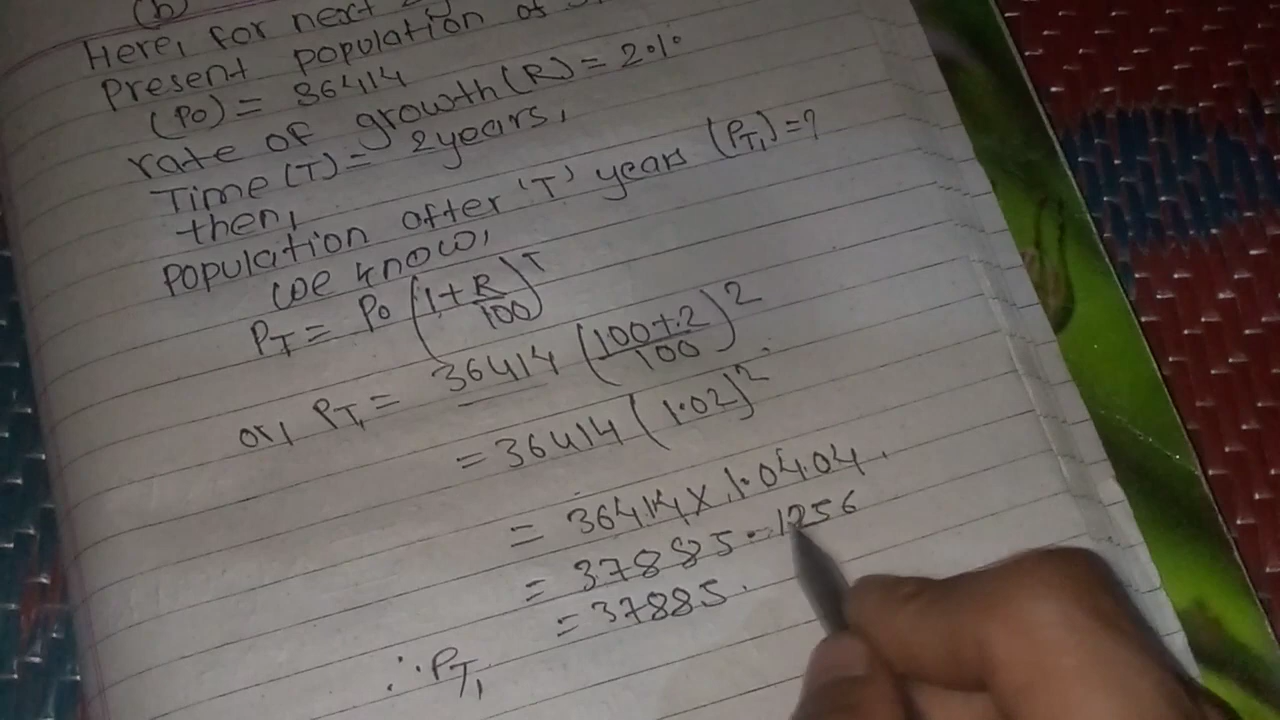 (b)
Here, for next
Present population of
(P0) = 36414
rate of growth (R) = 2%
Time (T) = 2years,
then,
population after 'T' years (PT1) = ?
we know,
PT = P0 (1 + R/100)^T
or, PT1 = 36414 (100+2/100)^2
= 36414 (1.02)^2
= 36414 × 1.0404
= 37885.1256
= 37885.
∴ PT1